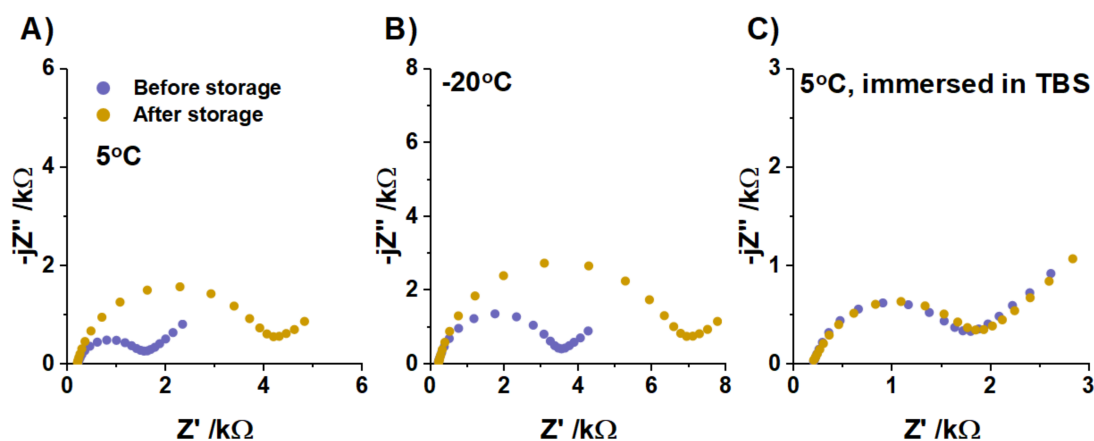 A)
B)
C)
6
4
2
0
-jZ" /kΩ
Before storage
After storage
5°C
0
2
4
6
Z' /kΩ
8
6
4
2
0
-jZ" /kΩ
-20°C
0
2
4
6
8
Z' /kΩ
3
2
1
0
-jZ" /kΩ
5°C, immersed in TBS
0
1
2
3
Z' /kΩ